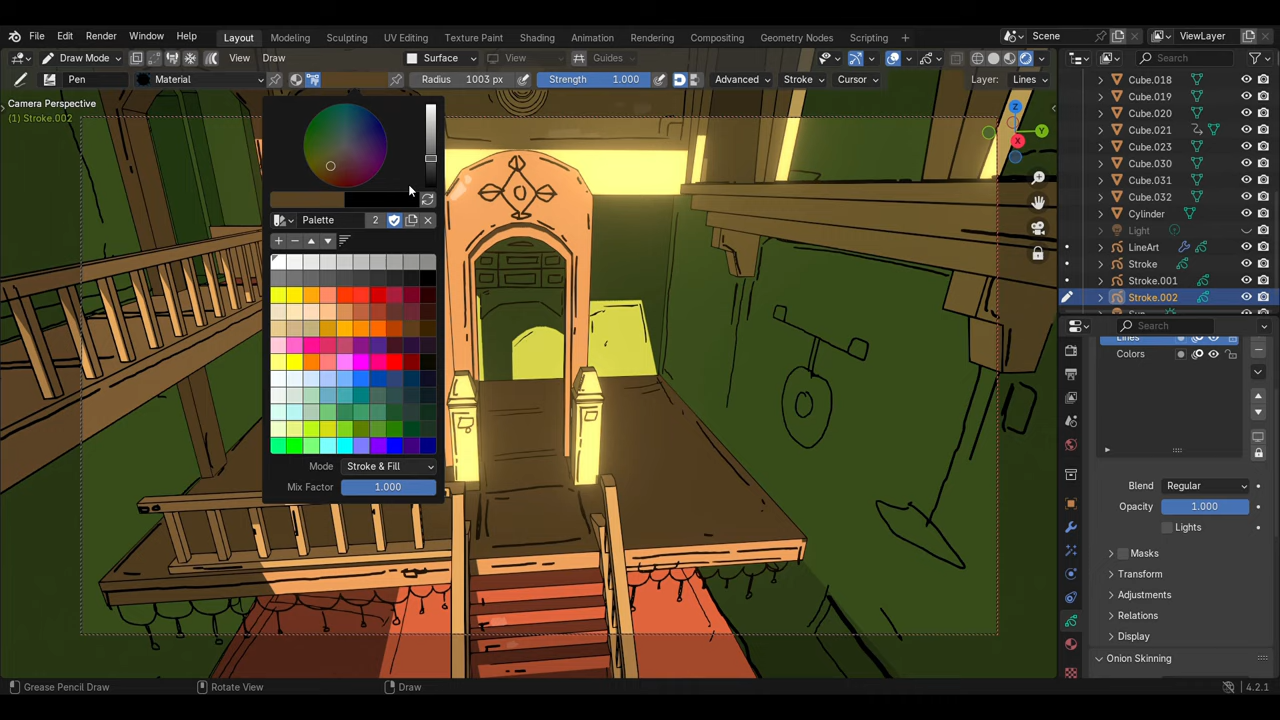 File Edit Render Window Help Layout Modeling Sculpting UV Editing Texture Paint Shading Animation Rendering Compositing Geometry Nodes Scripting + Scene ViewLayer
Draw Mode View Draw Surface View Guides Search
Pen Material Radius 1003 px Strength 1.000 Advanced Stroke Cursor Layer: Lines
Camera Perspective
(1) Stroke.002
Palette 2
Mode Stroke & Fill
Mix Factor 1.000
Z
Y
X
Cube.018
Cube.019
Cube.020
Cube.021
Cube.023
Cube.030
Cube.031
Cube.032
Cylinder
Light
LineArt
Stroke
Stroke.001
Stroke.002
Search
Lines
Colors
Blend Regular
Opacity 1.000
Lights
Masks
Transform
Adjustments
Relations
Display
Onion Skinning
Grease Pencil Draw Rotate View Draw 4.2.1